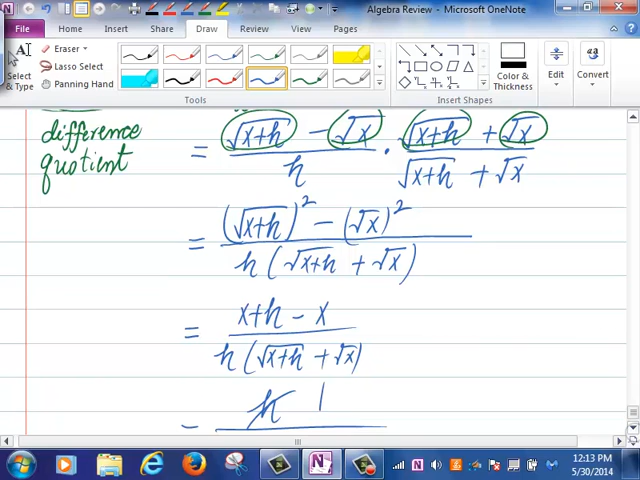 Algebra Review - Microsoft OneNote
File Home Insert Share Draw Review View Pages
Select & Type
Eraser
Lasso Select
Panning Hand
Color & Thickness
Edit
Convert
Tools
Insert Shapes
difference quotient
= (√x+h − √x)/h · (√x+h + √x)/(√x+h + √x)
= ((√x+h)² − (√x)²)/(h(√x+h + √x))
= (x+h − x)/(h(√x+h + √x))
= h 1
12:13 PM
5/30/2014